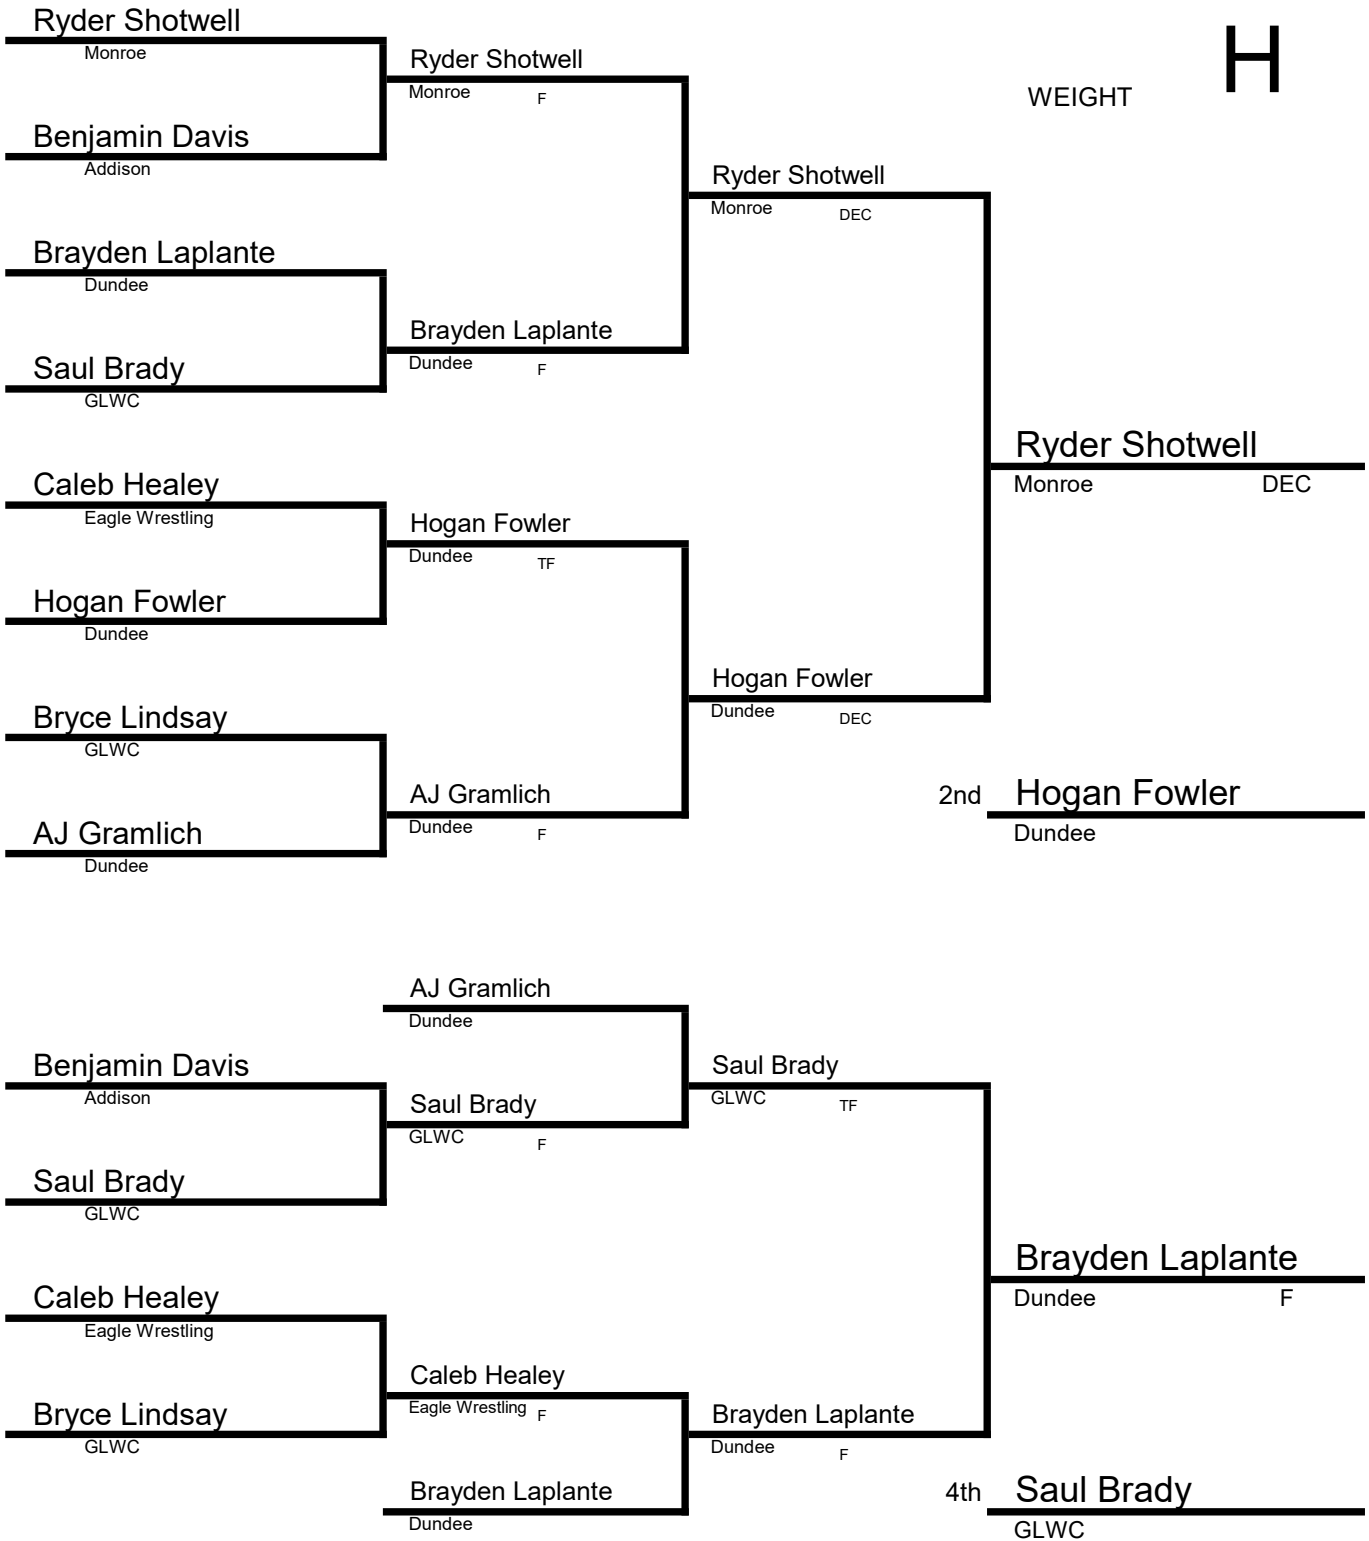 Ryder Shotwell
Monroe
Ryder Shotwell
Monroe F
H
WEIGHT
Benjamin Davis
Addison
Ryder Shotwell
Monroe DEC
Brayden Laplante
Dundee
Brayden Laplante
Dundee F
Saul Brady
GLWC
Ryder Shotwell
Monroe DEC
Caleb Healey
Eagle Wrestling
Hogan Fowler
Dundee TF
Hogan Fowler
Dundee
Hogan Fowler
Dundee DEC
Bryce Lindsay
GLWC
AJ Gramlich
Dundee F
2nd Hogan Fowler
Dundee
AJ Gramlich
Dundee
AJ Gramlich
Dundee
Benjamin Davis
Addison
Saul Brady
GLWC TF
Saul Brady
GLWC F
Saul Brady
GLWC
Brayden Laplante
Dundee F
Caleb Healey
Eagle Wrestling
Caleb Healey
Eagle Wrestling F
Bryce Lindsay
GLWC
Brayden Laplante
Dundee F
Brayden Laplante
Dundee
4th Saul Brady
GLWC